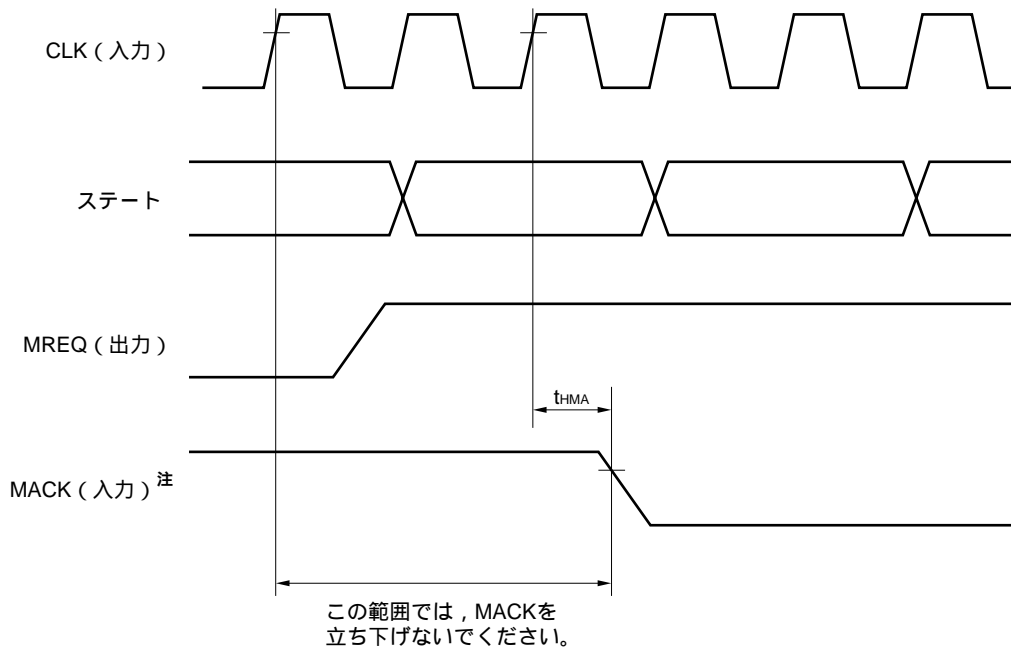 CLK(入力)
ステート
MREQ(出力)
tHMA
MACK(入力)注
この範囲では,MACKを
立ち下げないでください。